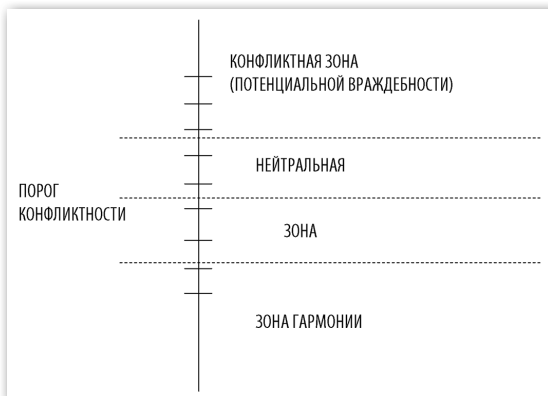 КОНФЛИКТНАЯ ЗОНА
(ПОТЕНЦИАЛЬНОЙ ВРАЖДЕБНОСТИ)
НЕЙТРАЛЬНАЯ
ПОРОГ
КОНФЛИКТНОСТИ
ЗОНА
ЗОНА ГАРМОНИИ